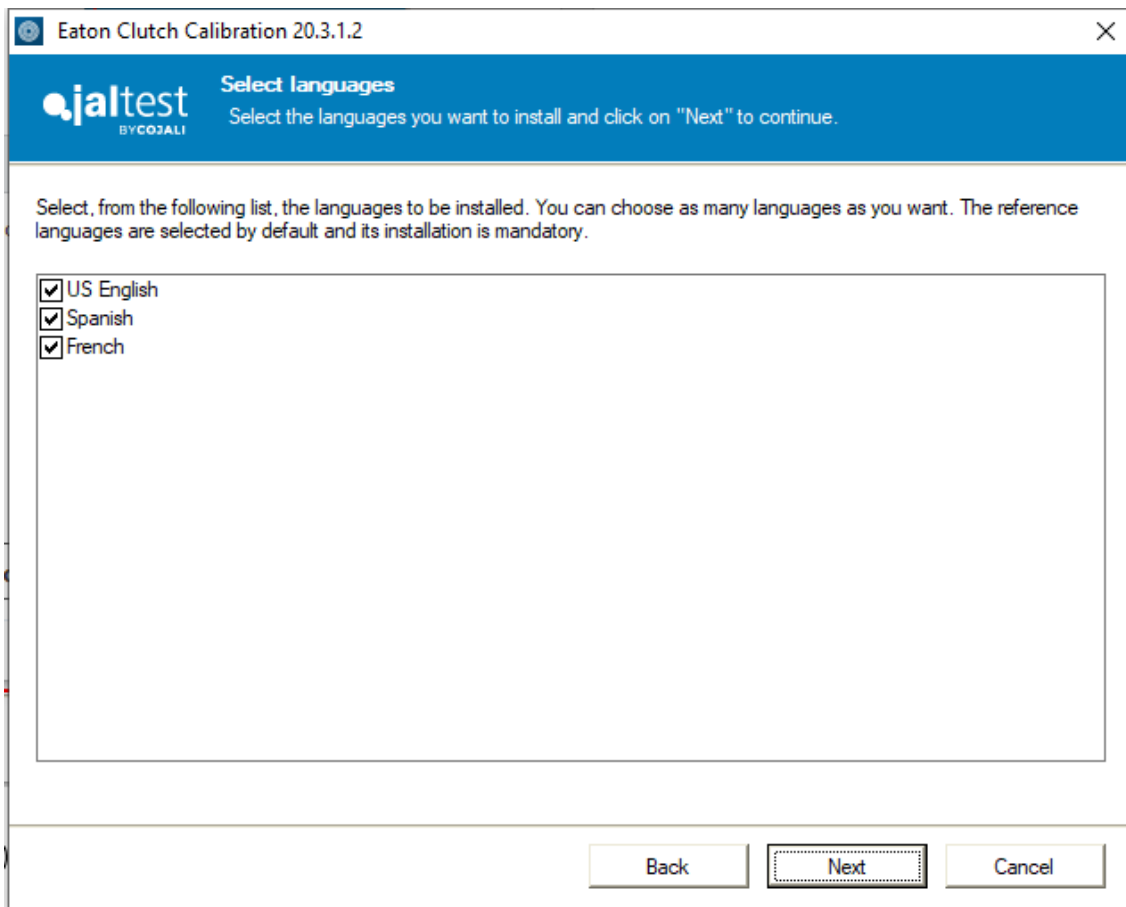 Eaton Clutch Calibration 20.3.1.2
jaltest
BY COJALI
Select languages
Select the languages you want to install and click on "Next" to continue.
Select, from the following list, the languages to be installed. You can choose as many languages as you want. The reference
languages are selected by default and its installation is mandatory.
US English
Spanish
French
Back
Next
Cancel